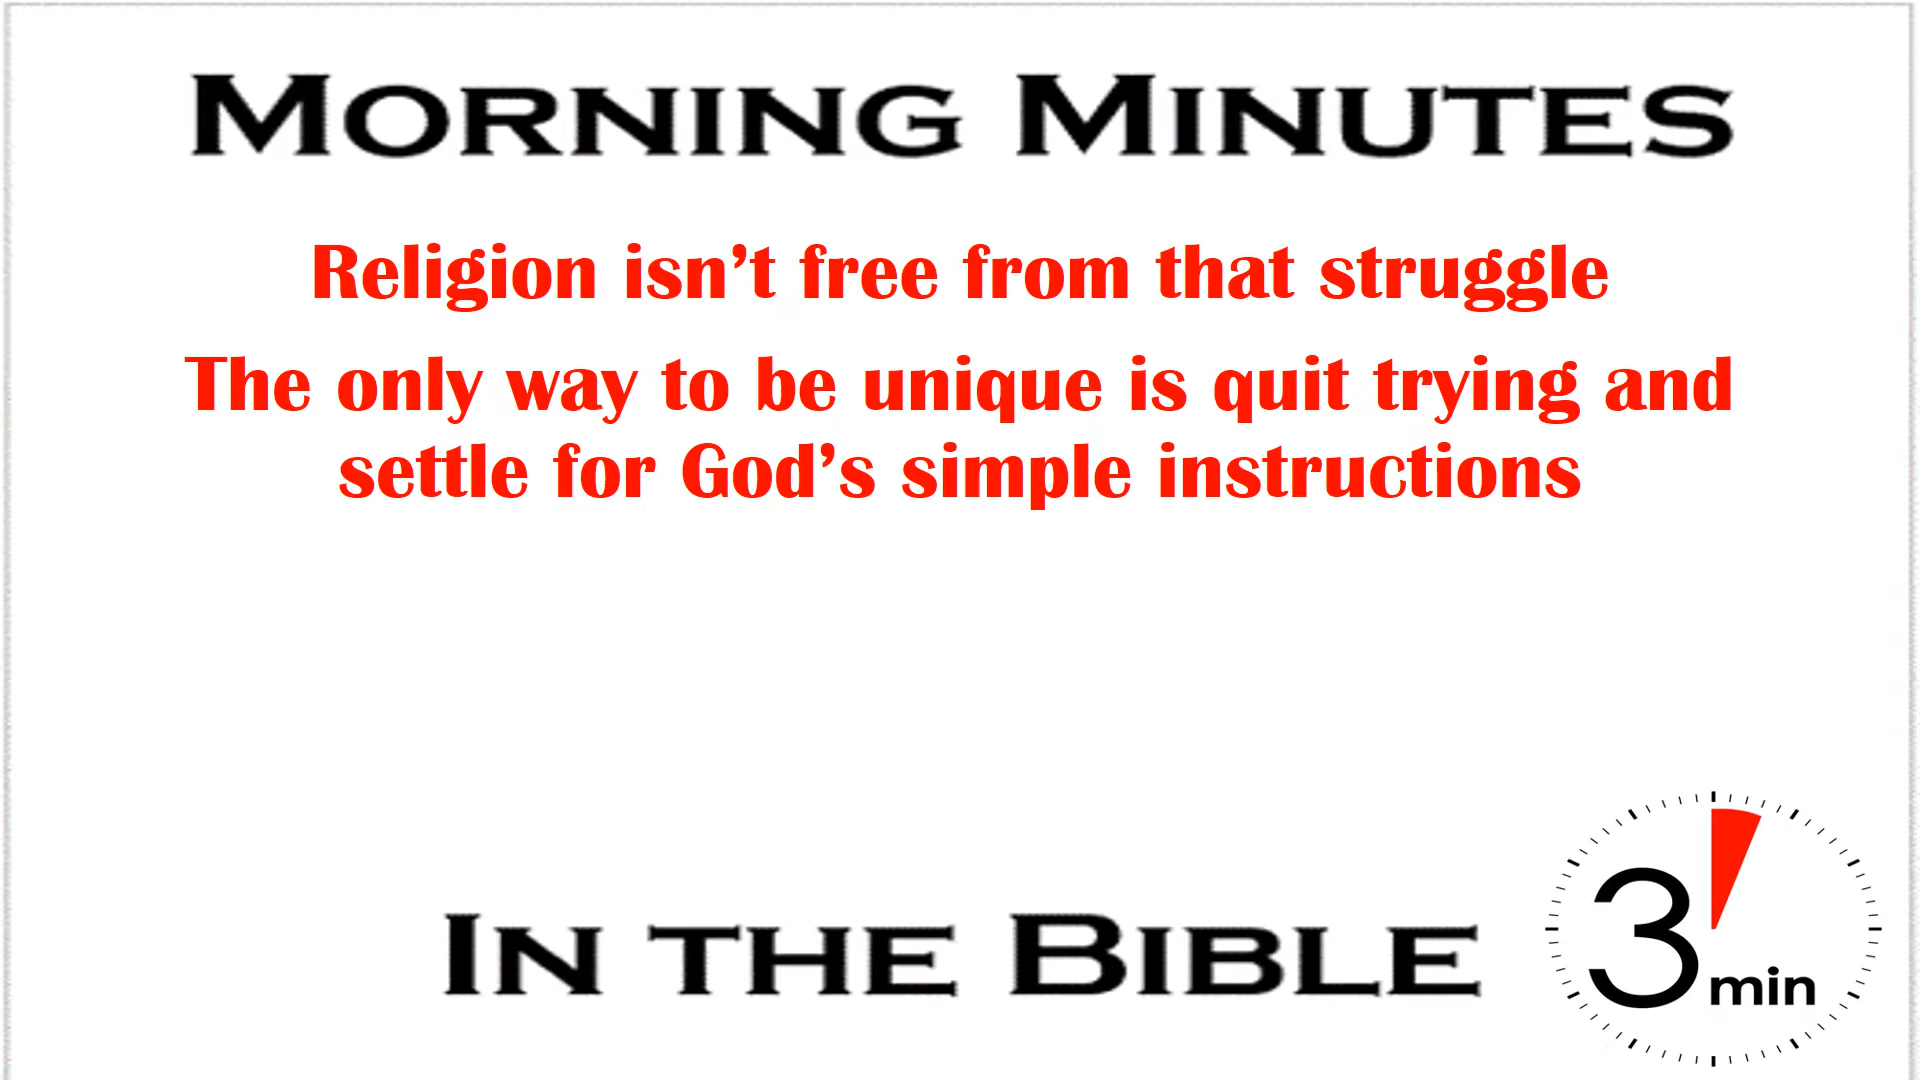 MORNING MINUTES
Religion isn’t free from that struggle
The only way to be unique is quit trying and
settle for God’s simple instructions
IN THE BIBLE
3 min